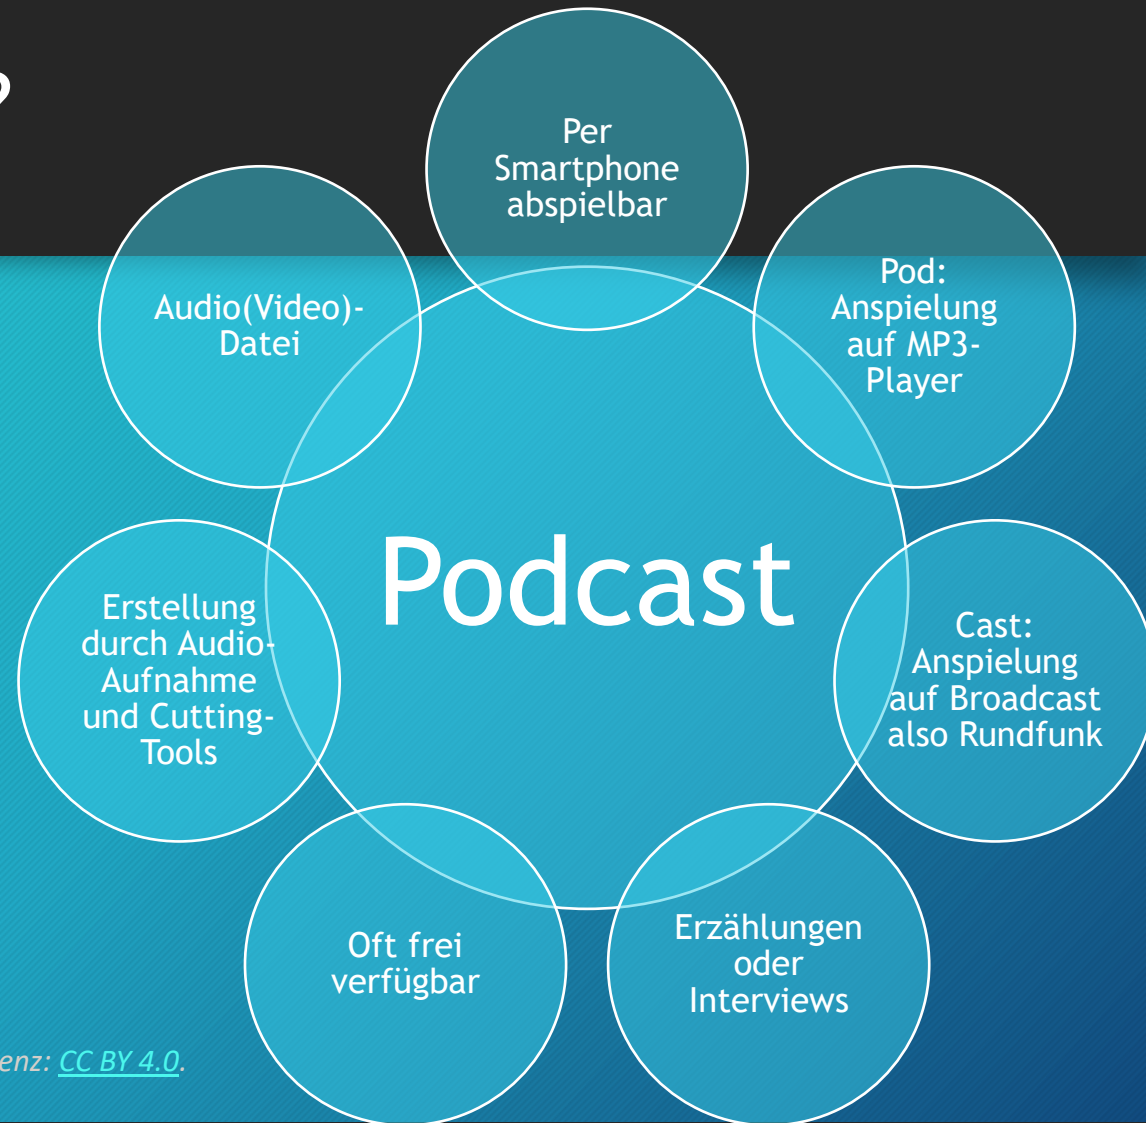 ?
Per
Smartphone
abspielbar
Pod:
Anspielung
auf MP3-
Player
Audio(Video)-
Datei
Podcast
Erstellung
durch Audio-
Aufnahme
und Cutting-
Tools
Cast:
Anspielung
auf Broadcast
also Rundfunk
Oft frei
verfügbar
Erzählungen
oder
Interviews
enz: CC BY 4.0.